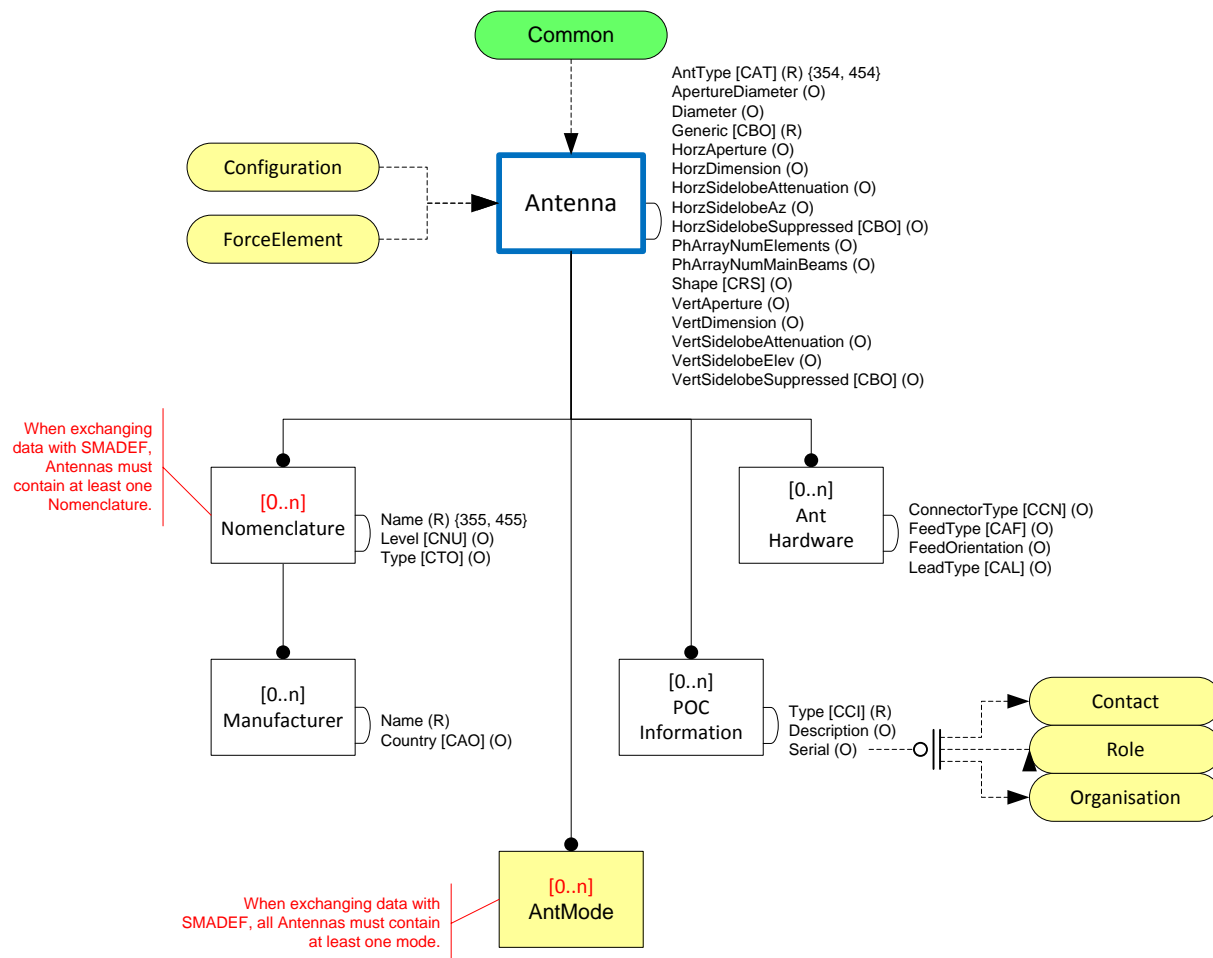 Common
AntType [CAT] (R) {354, 454}
ApertureDiameter (O)
Diameter (O)
Generic [CBO] (R)
HorzAperture (O)
HorzDimension (O)
HorzSidelobeAttenuation (O)
HorzSidelobeAz (O)
HorzSidelobeSuppressed [CBO] (O)
PhArrayNumElements (O)
PhArrayNumMainBeams (O)
Shape [CRS] (O)
VertAperture (O)
VertDimension (O)
VertSidelobeAttenuation (O)
VertSidelobeElev (O)
VertSidelobeSuppressed [CBO] (O)
Configuration
ForceElement
Antenna
When exchanging
data with SMADEF,
Antennas must
contain at least one
Nomenclature.
[0..n]
Nomenclature
Name (R) {355, 455}
Level [CNU] (O)
Type [CTO] (O)
[0..n]
Ant
Hardware
ConnectorType [CCN] (O)
FeedType [CAF] (O)
FeedOrientation (O)
LeadType [CAL] (O)
[0..n]
Manufacturer
Name (R)
Country [CAO] (O)
[0..n]
POC
Information
Type [CCI] (R)
Description (O)
Serial (O)
Contact
Role
Organisation
When exchanging data with
SMADEF, all Antennas must contain
at least one mode.
[0..n]
AntMode